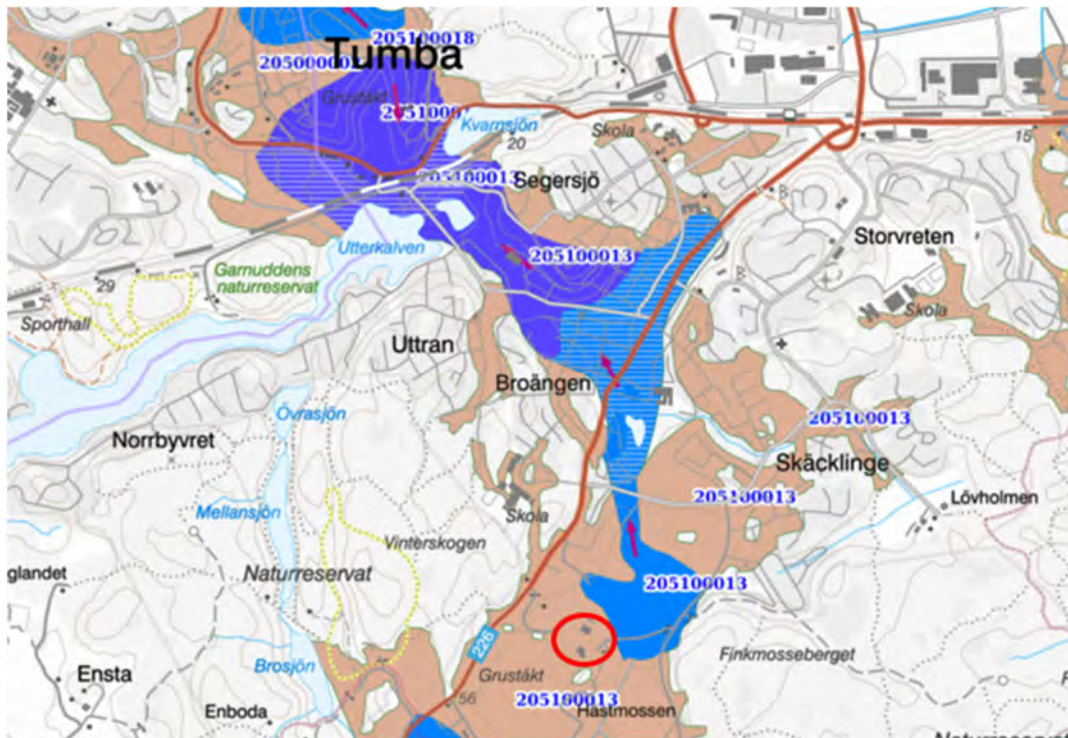 205100018
Tumba
Grustäkt
Kvarnsjön
20
Skola
15
205100013
Segersjö
Utterkalven
205100013
Storvreten
Garnuddens
naturreservat
29
Sporthall
Skola
Uttran
Broängen
Övrasjön
205100013
Norrbyvret
Skäcklinge
205100013
Lövholmen
Mellansjön
Skola
Vinterskogen
glandet
Naturreservat
205100013
226
Fjnkmosseberget
Brosjön
Ensta
Grustäkt
205100013
56
Hästmossen
Enboda